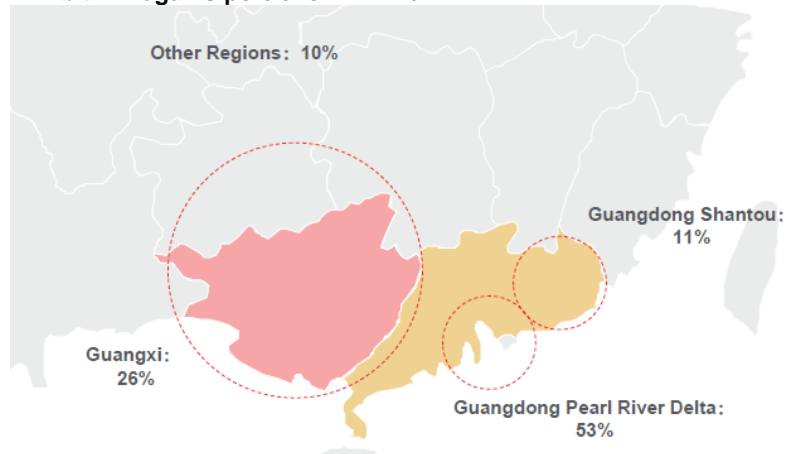 Other Regions: 10%
Guangdong Shantou:
11%
Guangxi:
26%
Guangdong Pearl River Delta:
53%